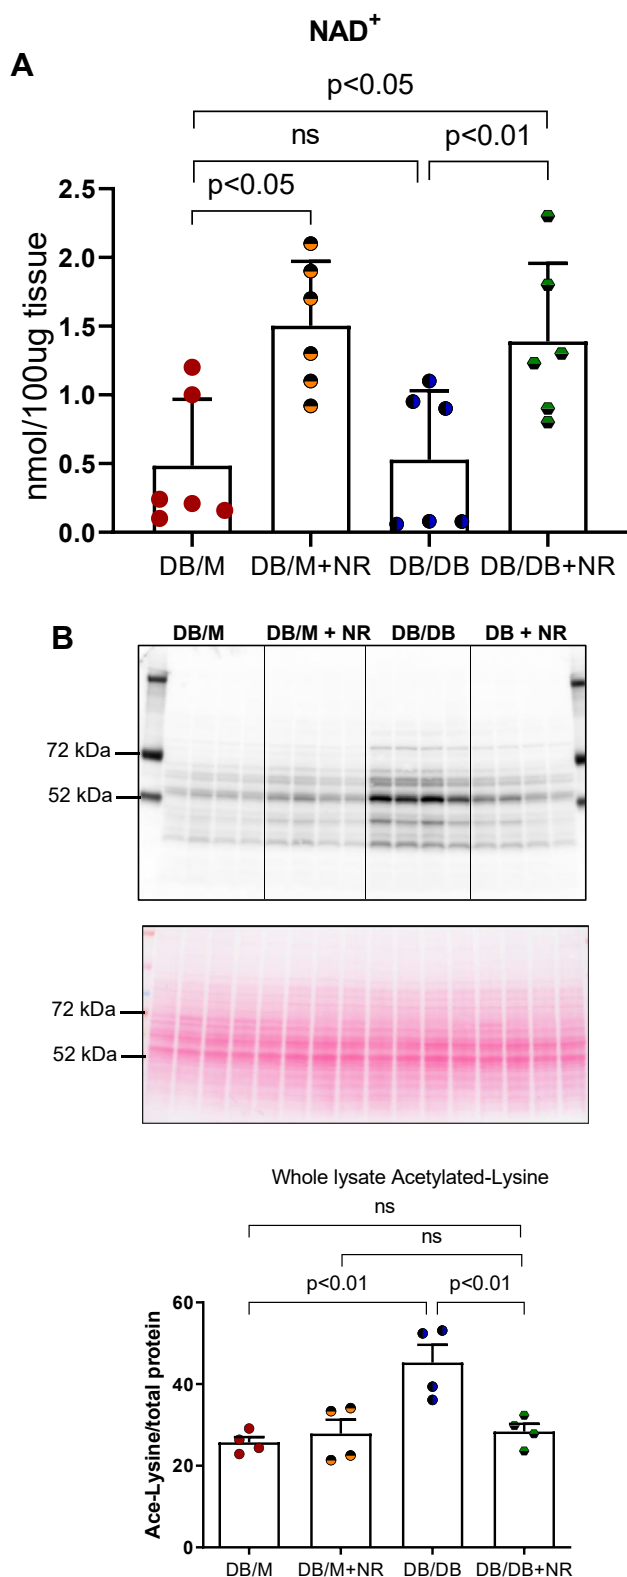 NAD+
A
p<0.05
ns
p<0.01
p<0.05
2.5
2.0
1.5
1.0
0.5
0.0
nmol/100ug tissue
DB/M DB/M+NR DB/DB DB/DB+NR
B
DB/M DB/M + NR DB/DB DB + NR
72 kDa
52 kDa
72 kDa
52 kDa
Whole lysate Acetylated-Lysine
ns
ns
p<0.01 p<0.01
60
40
20
0
Ace-Lysine/total protein
DB/M DB/M+NR DB/DB DB/DB+NR